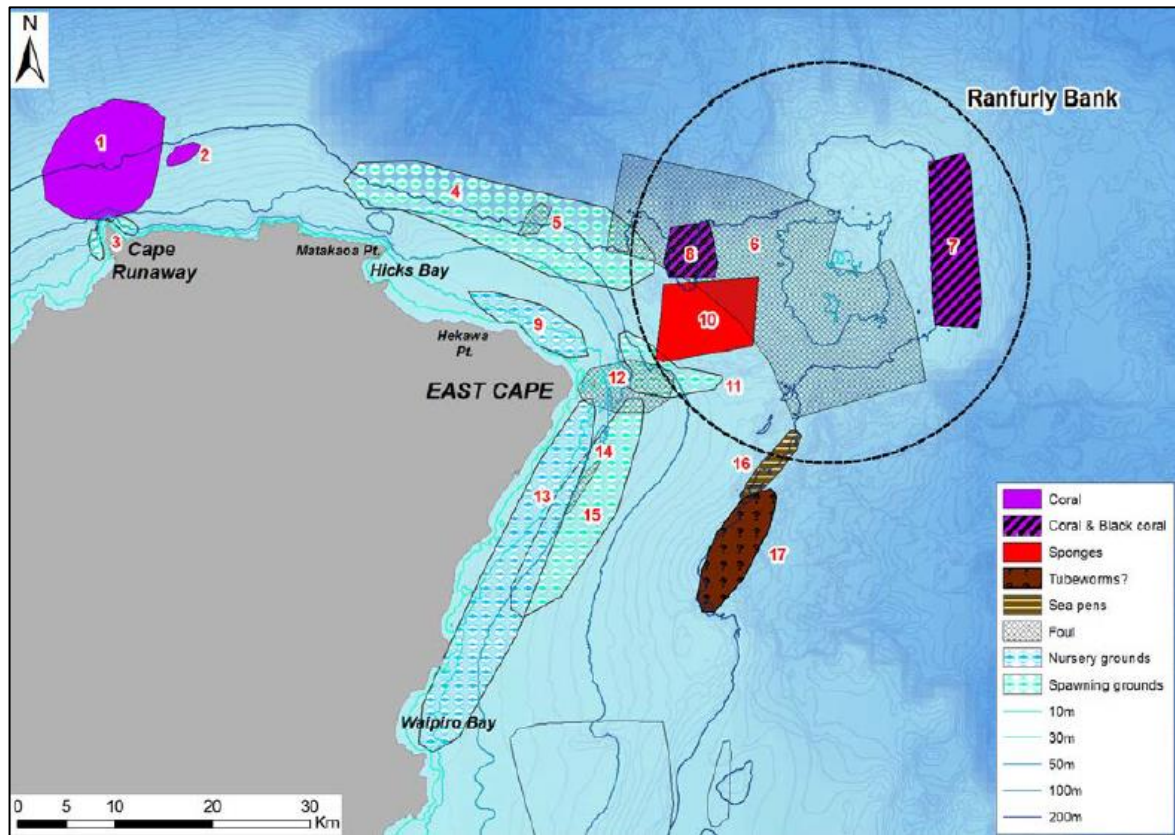 N
Ranfurly Bank
1
2
3
Cape
Runaway
Matakaoa Pt.
Hicks Bay
4
5
6
7
8
9
10
Hekawa
Pt.
EAST CAPE
11
12
13
14
15
16
17
Waipiro Bay
Coral
Coral & Black coral
Sponges
Tubeworms?
Sea pens
Foul
Nursery grounds
Spawning grounds
10m
30m
50m
100m
200m
0 5 10 20 30
Km
? ? ? ? ? ? ? ?